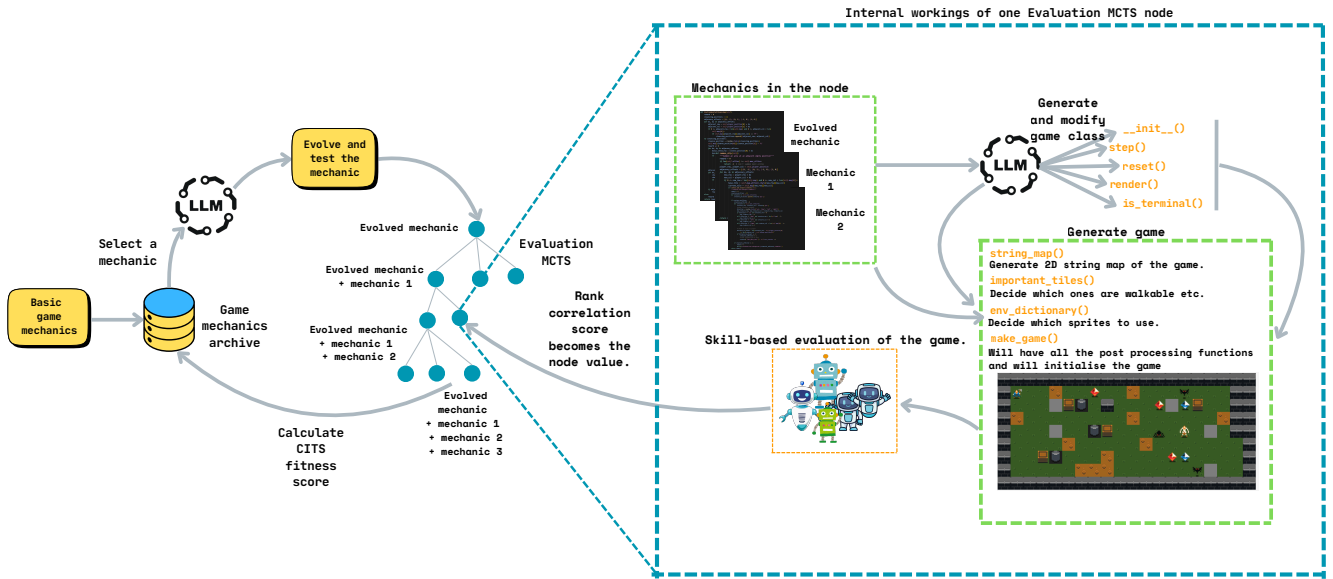 Internal workings of one Evaluation MCTS node
Basic
game
mechanics
Select a
mechanic
LLM
Evolve and
test the
mechanic
Game
mechanics
archive
Evolved mechanic
Evaluation
MCTS
Evolved mechanic
+ mechanic 1
Evolved mechanic
+ mechanic 1
+ mechanic 2
Evolved
mechanic
+ mechanic 1
+ mechanic 2
+ mechanic 3
Calculate
CITS
fitness
score
Rank
correlation
score
becomes the
node value.
Mechanics in the node
Evolved
mechanic
Mechanic
1
Mechanic
2
LLM
Generate
and modify
game class
__init__()
step()
reset()
render()
is_terminal()
Generate game
string_map()
Generate 2D string map of the game.
important_tiles()
Decide which ones are walkable etc.
env_dictionary()
Decide which sprites to use.
make_game()
Will have all the post processing functions
and will initialise the game
Skill-based evaluation of the game.